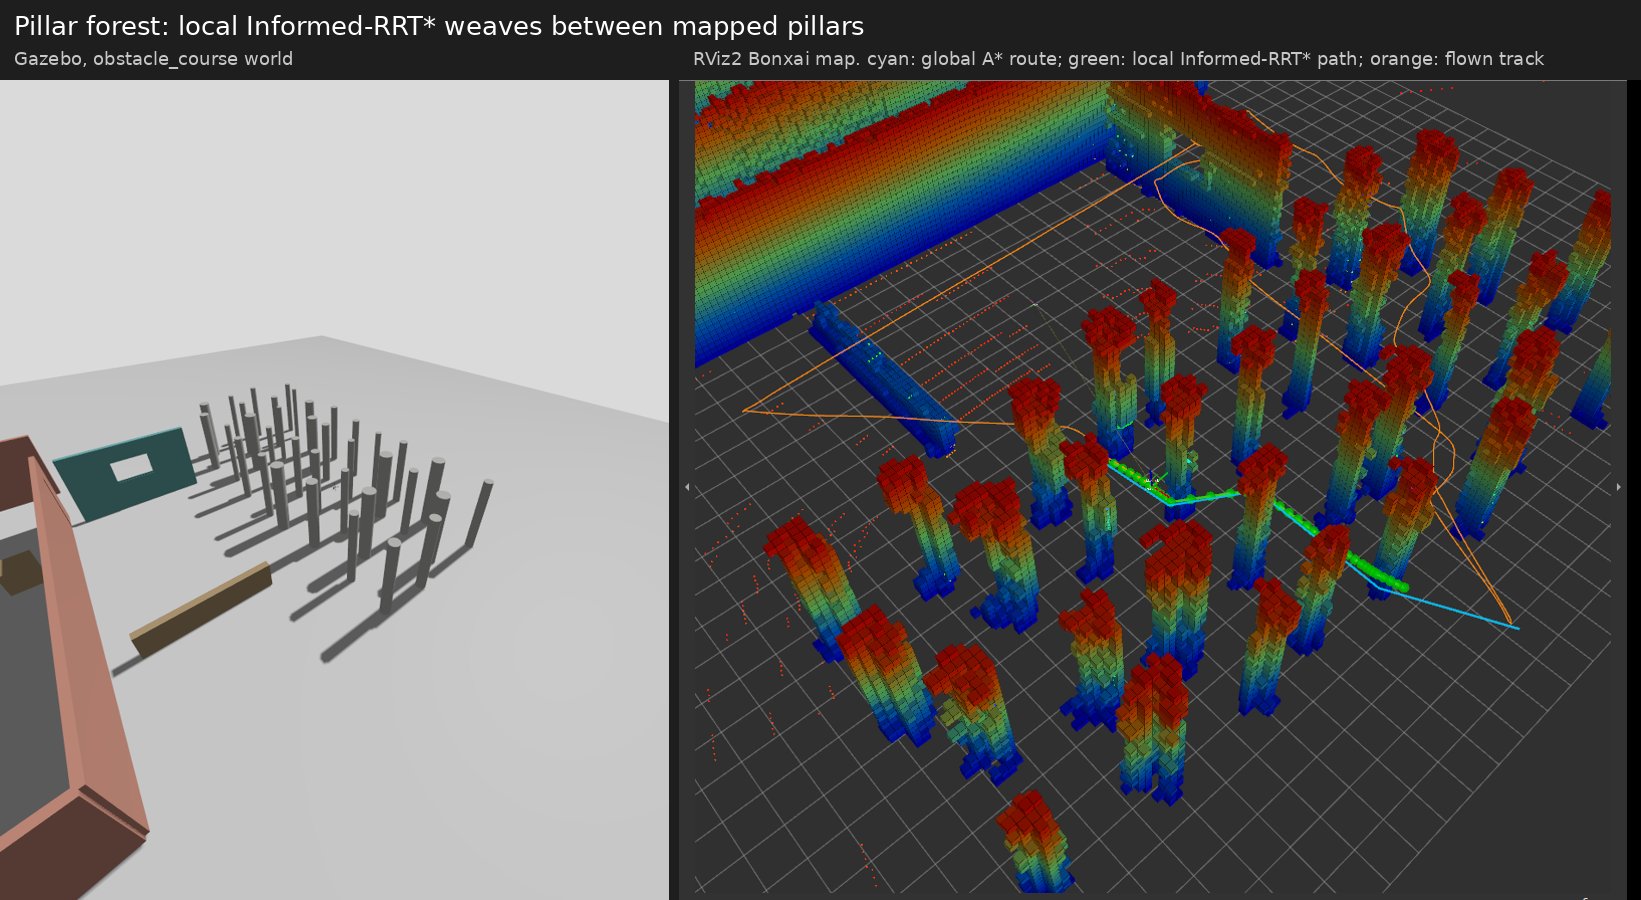 Pillar forest: local Informed-RRT* weaves between mapped pillars
Gazebo, obstacle_course world
RViz2 Bonxai map. cyan: global A* route; green: local Informed-RRT* path; orange: flown track